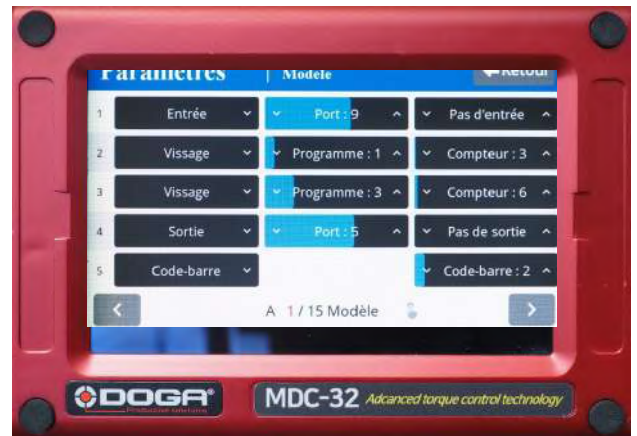 Paramètres | Modèle Retour
1 Entrée Port : 9 Pas d'entrée
2 Vissage Programme : 1 Compteur : 3
3 Vissage Programme : 3 Compteur : 6
4 Sortie Port : 5 Pas de sortie
5 Code-barre Code-barre : 2
A 1 / 15 Modèle
DOGA®
Productive solutions
MDC-32 Advanced torque control technology